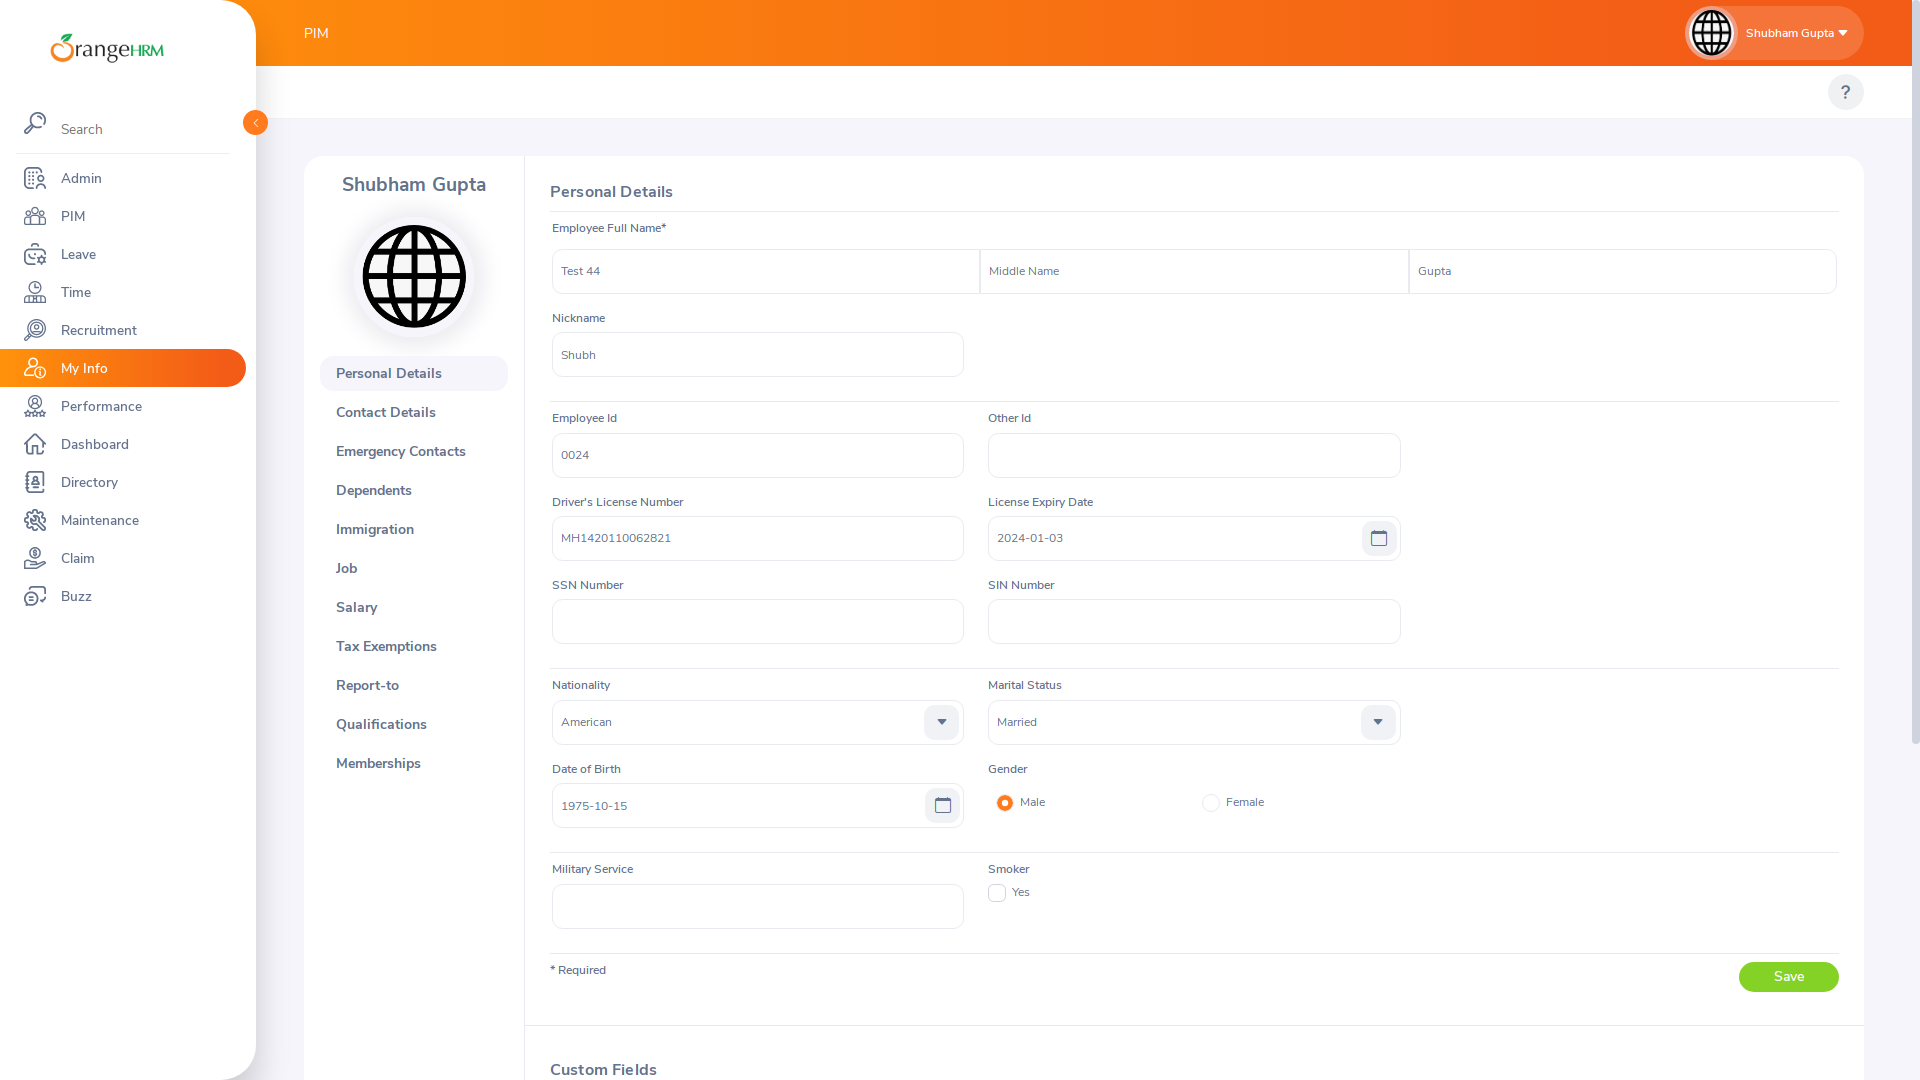 OrangeHRM
Search
Admin
PIM
Leave
Time
Recruitment
My Info
Performance
Dashboard
Directory
Maintenance
Claim
Buzz
PIM
Shubham Gupta
?
Shubham Gupta
Personal Details
Contact Details
Emergency Contacts
Dependents
Immigration
Job
Salary
Tax Exemptions
Report-to
Qualifications
Memberships
Personal Details
Employee Full Name*
Test 44 Middle Name Gupta
Nickname
Shubh
Employee Id Other Id
0024
Driver's License Number License Expiry Date
MH1420110062821 2024-01-03
SSN Number SIN Number
Nationality Marital Status
American Married
Date of Birth Gender
1975-10-15 Male Female
Military Service Smoker
Yes
* Required Save
Custom Fields